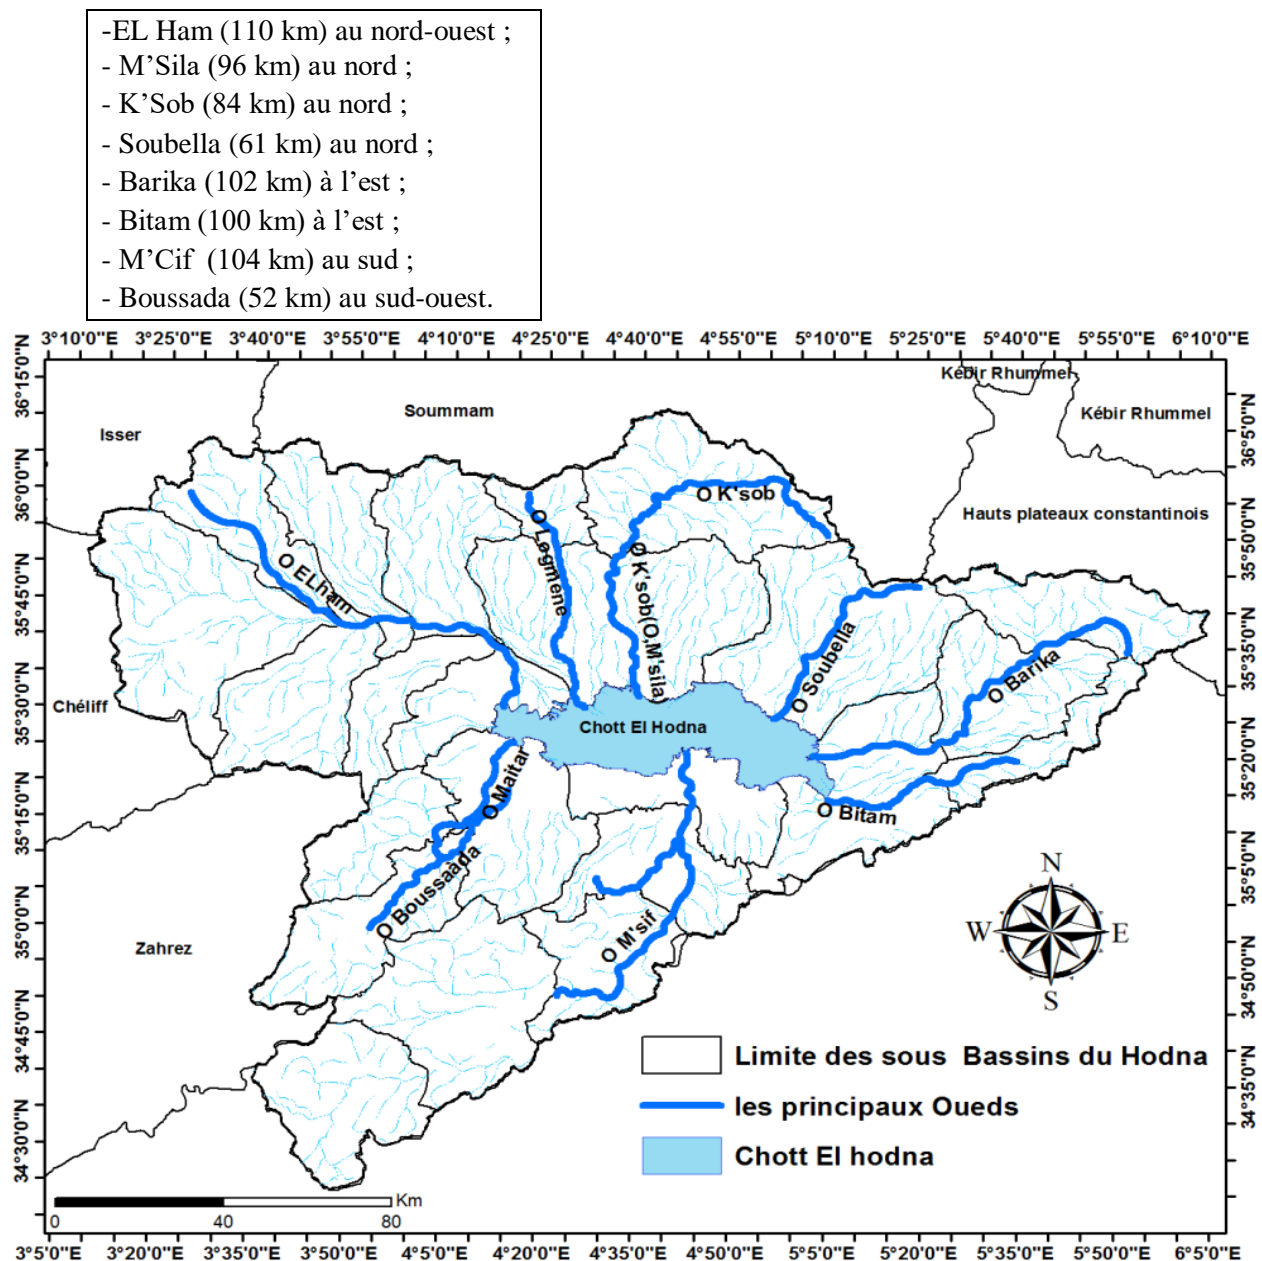 -EL Ham (110 km) au nord-ouest ;
- M’Sila (96 km) au nord ;
- K’Sob (84 km) au nord ;
- Soubella (61 km) au nord ;
- Barika (102 km) à l’est ;
- Bitam (100 km) à l’est ;
- M’Cif (104 km) au sud ;
- Boussada (52 km) au sud-ouest.
3°10'0"E 3°25'0"E 3°40'0"E 3°55'0"E 4°10'0"E 4°25'0"E 4°40'0"E 4°55'0"E 5°10'0"E 5°25'0"E 5°40'0"E 5°55'0"E 6°10'0"E
36°15'0"N
36°0'0"N
35°45'0"N
35°30'0"N
35°15'0"N
35°0'0"N
34°45'0"N
34°30'0"N
36°5'0"N
35°50'0"N
35°35'0"N
35°20'0"N
35°5'0"N
34°50'0"N
34°35'0"N
Kébir Rhummel
Soummam
Kébir Rhummel
Isser
O K'sob
Hauts plateaux constantinois
O Logmene
O ELham
O K'sob(O,M'sila)
O Soubella
O Barika
Chéliff
Chott El Hodna
O Maitar
O Bitam
O Boussaàda
O M'sif
Zahrez
N
W E
S
Limite des sous Bassins du Hodna
les principaux Oueds
Chott El hodna
Km
0 40 80
3°5'0"E 3°20'0"E 3°35'0"E 3°50'0"E 4°5'0"E 4°20'0"E 4°35'0"E 4°50'0"E 5°5'0"E 5°20'0"E 5°35'0"E 5°50'0"E 6°5'0"E